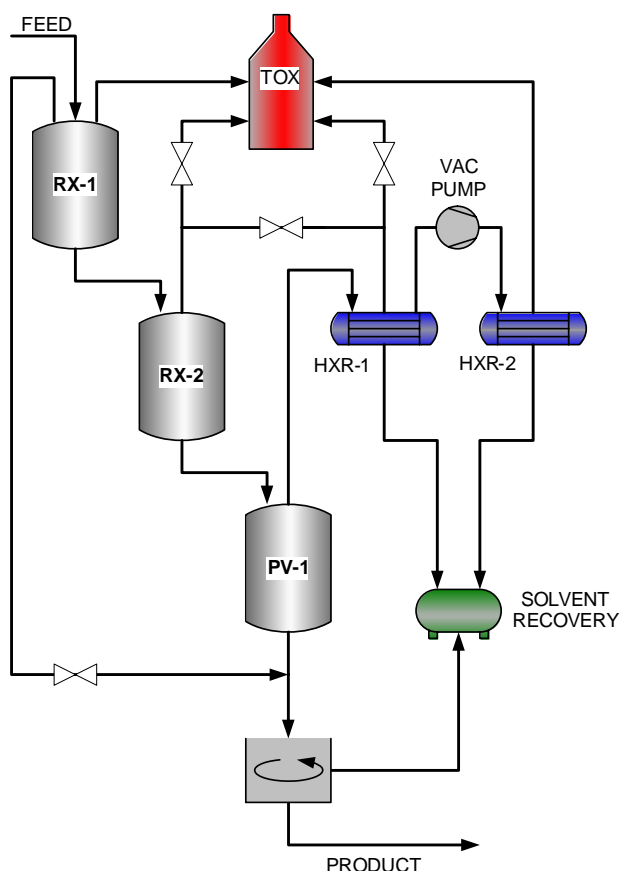 FEED
TOX
RX-1
VAC
PUMP
HXR-1
HXR-2
RX-2
PV-1
SOLVENT
RECOVERY
PRODUCT